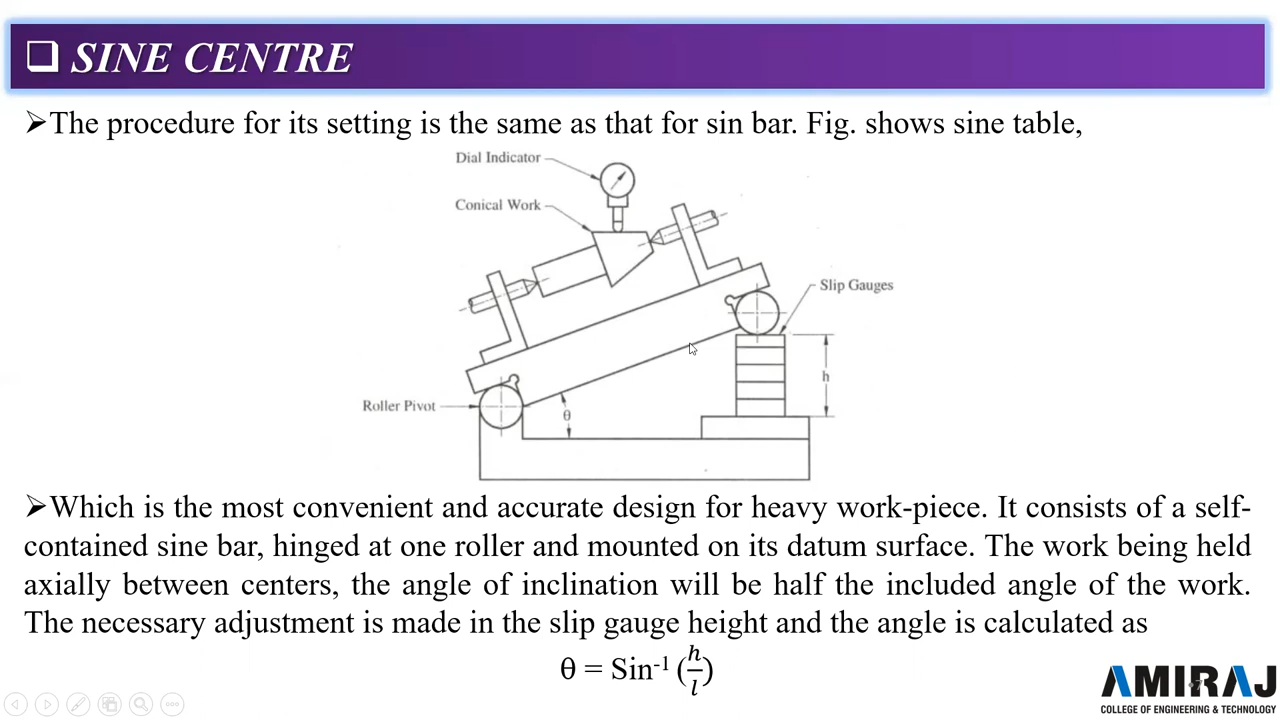 ❑ SINE CENTRE
➢The procedure for its setting is the same as that for sin bar. Fig. shows sine table,
Dial Indicator
Conical Work
Slip Gauges
h
Roller Pivot
θ
➢Which is the most convenient and accurate design for heavy work-piece. It consists of a self-
contained sine bar, hinged at one roller and mounted on its datum surface. The work being held
axially between centers, the angle of inclination will be half the included angle of the work.
The necessary adjustment is made in the slip gauge height and the angle is calculated as
θ = Sin⁻¹ (h/l)
AMIRAJ
COLLEGE OF ENGINEERING & TECHNOLOGY